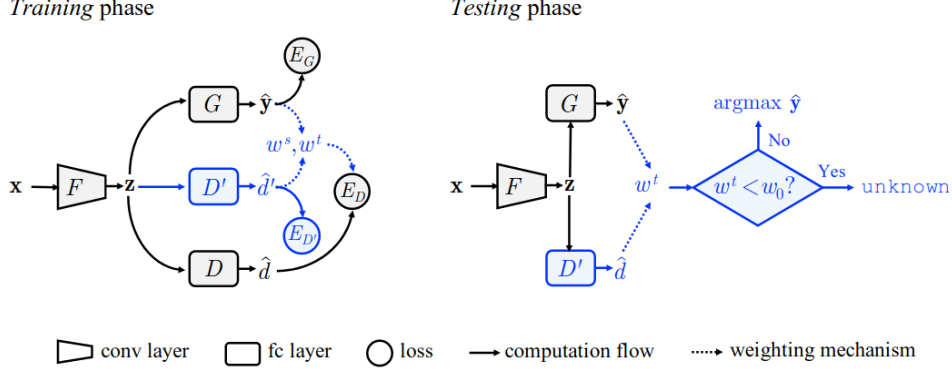 Training phase
Testing phase
E_G
G
ŷ
w^s, w^t
x
F
z
D'
d̂'
E_D
E_{D'}
D
d̂
G
ŷ
argmax ŷ
No
x
F
z
w^t
w^t < w_0?
Yes
unknown
D'
d̂
conv layer
fc layer
loss
computation flow
weighting mechanism